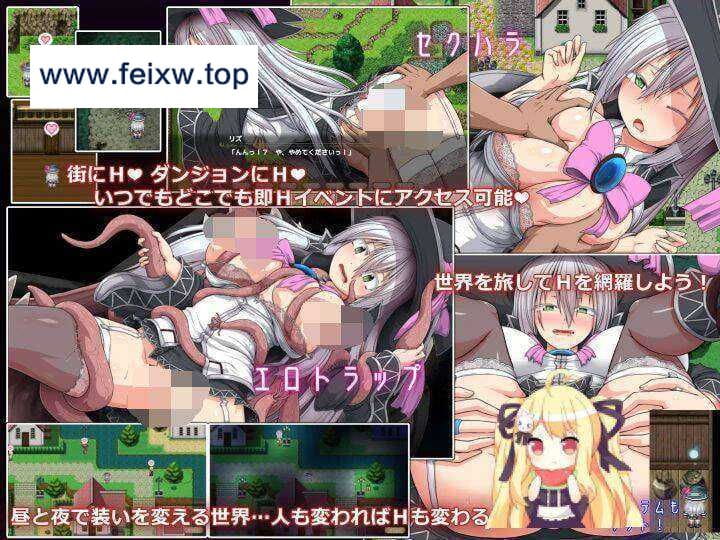 セクハラ
www.feixw.top
リズ
「んんっ！？　や、やめてくださいっ！」
街にH❤ ダンジョンにH❤
いつでもどこでも即Hイベントにアクセス可能❤
世界を旅してHを網羅しよう！
エロトラップ
昼と夜で装いを変える世界…人も変わればHも変わる